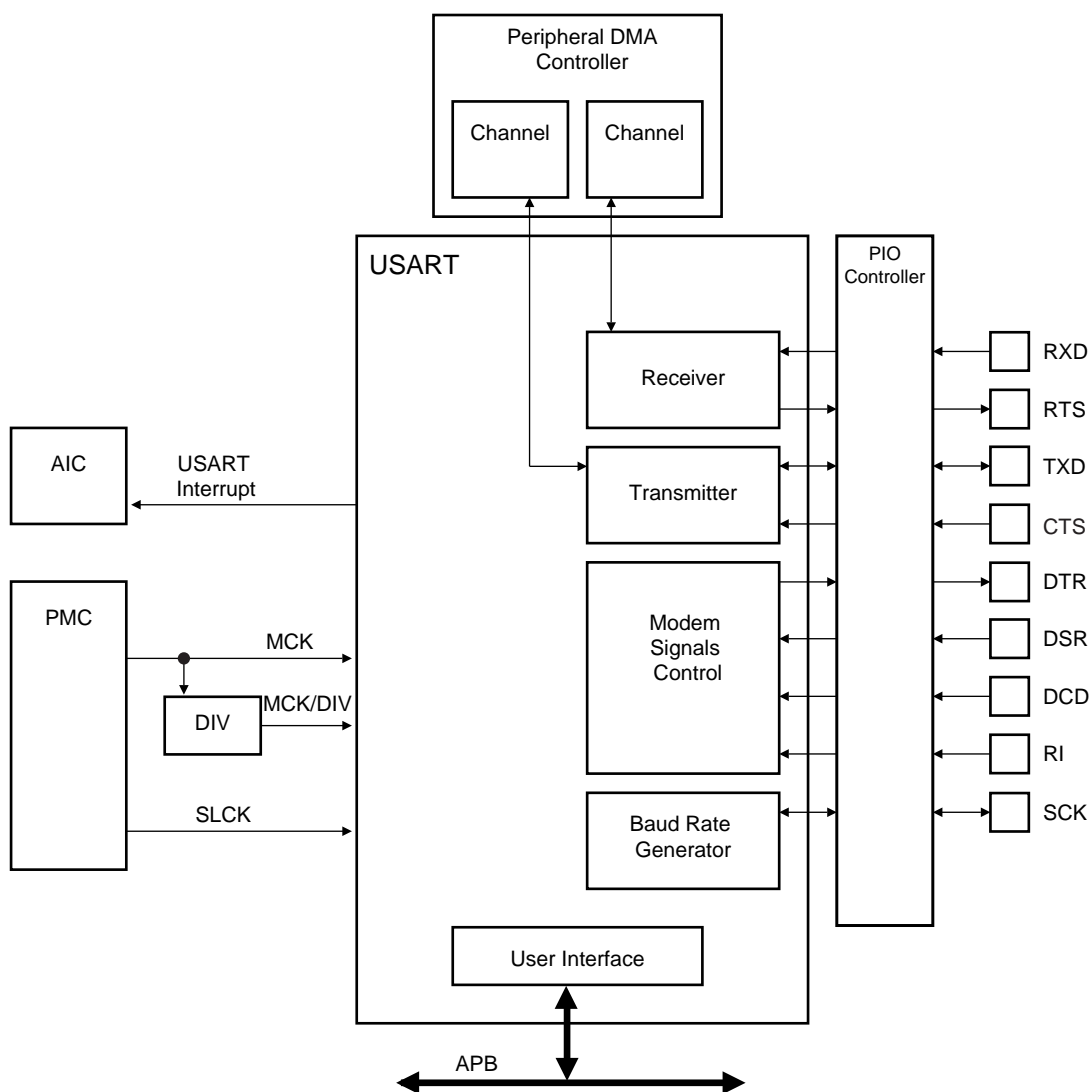 Peripheral DMA
Controller
Channel
Channel
USART
PIO
Controller
Receiver
RXD
RTS
AIC
USART
Interrupt
Transmitter
TXD
CTS
PMC
MCK
DIV
MCK/DIV
SLCK
Modem
Signals
Control
DTR
DSR
DCD
RI
Baud Rate
Generator
SCK
User Interface
APB